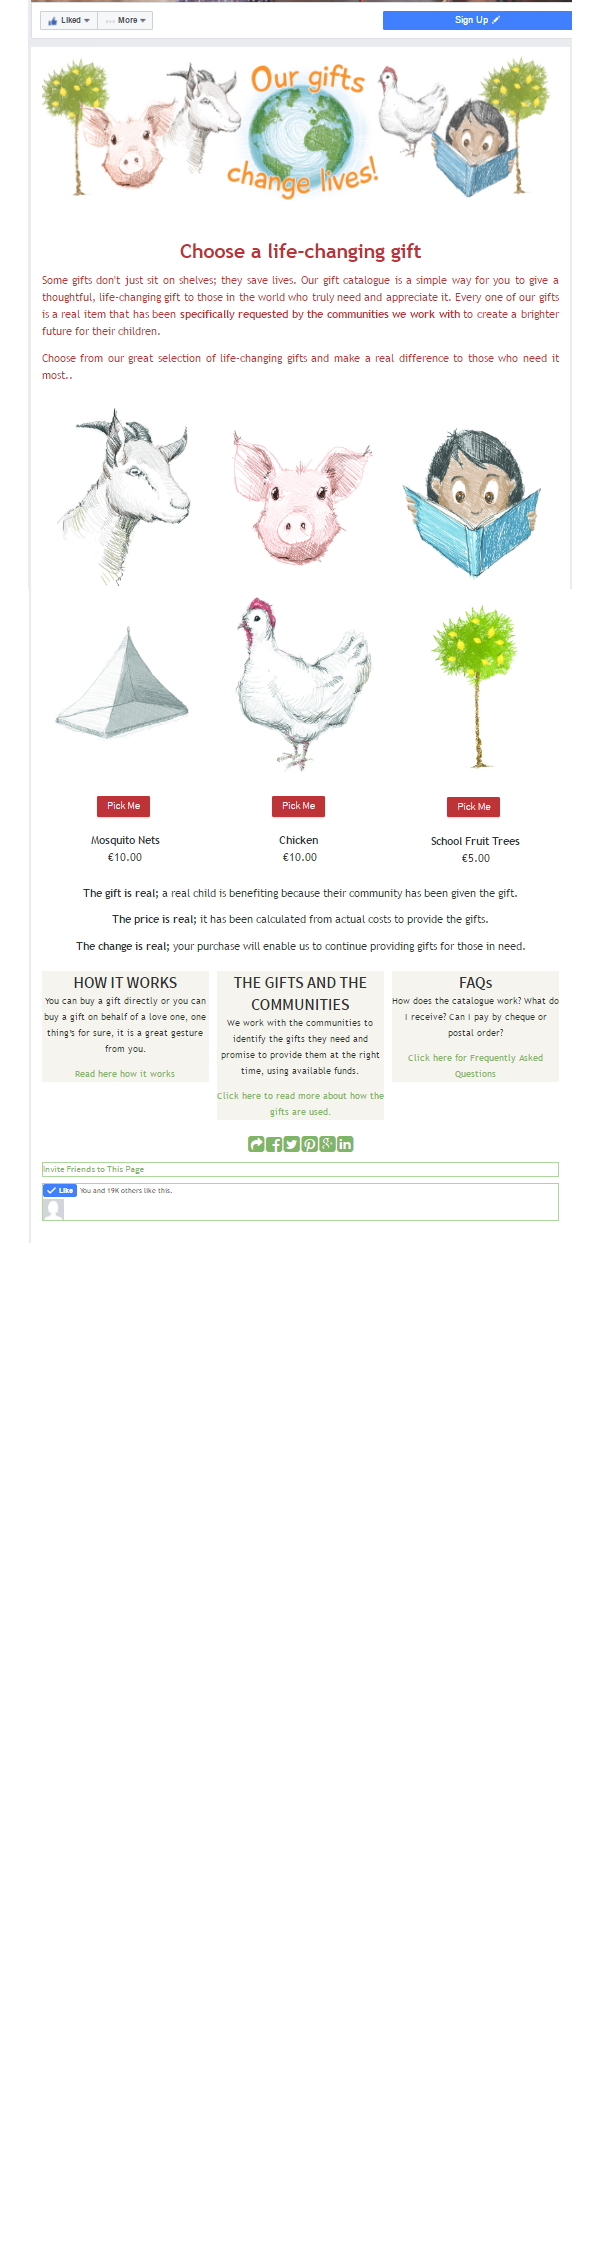 Liked
More
Sign Up
Our gifts
change lives!
Choose a life-changing gift
Some gifts don't just sit on shelves; they save lives. Our gift catalogue is a simple way for you to give a
thoughtful, life-changing gift to those in the world who truly need and appreciate it. Every one of our gifts
is a real item that has been specifically requested by the communities we work with to create a brighter
future for their children.
Choose from our great selection of life-changing gifts and make a real difference to those who need it
most..
Pick Me
Pick Me
Pick Me
Mosquito Nets
€10.00
Chicken
€10.00
School Fruit Trees
€5.00
The gift is real; a real child is benefiting because their community has been given the gift.
The price is real; it has been calculated from actual costs to provide the gifts.
The change is real; your purchase will enable us to continue providing gifts for those in need.
HOW IT WORKS
You can buy a gift directly or you can
buy a gift on behalf of a love one, one
thing's for sure, it is a great gesture
from you.
Read here how it works
THE GIFTS AND THE
COMMUNITIES
We work with the communities to
identify the gifts they need and
promise to provide them at the right
time, using available funds.
Click here to read more about how the
gifts are used.
FAQs
How does the catalogue work? What do
I receive? Can I pay by cheque or
postal order?
Click here for Frequently Asked
Questions
Invite Friends to This Page
Like You and 19K others like this.